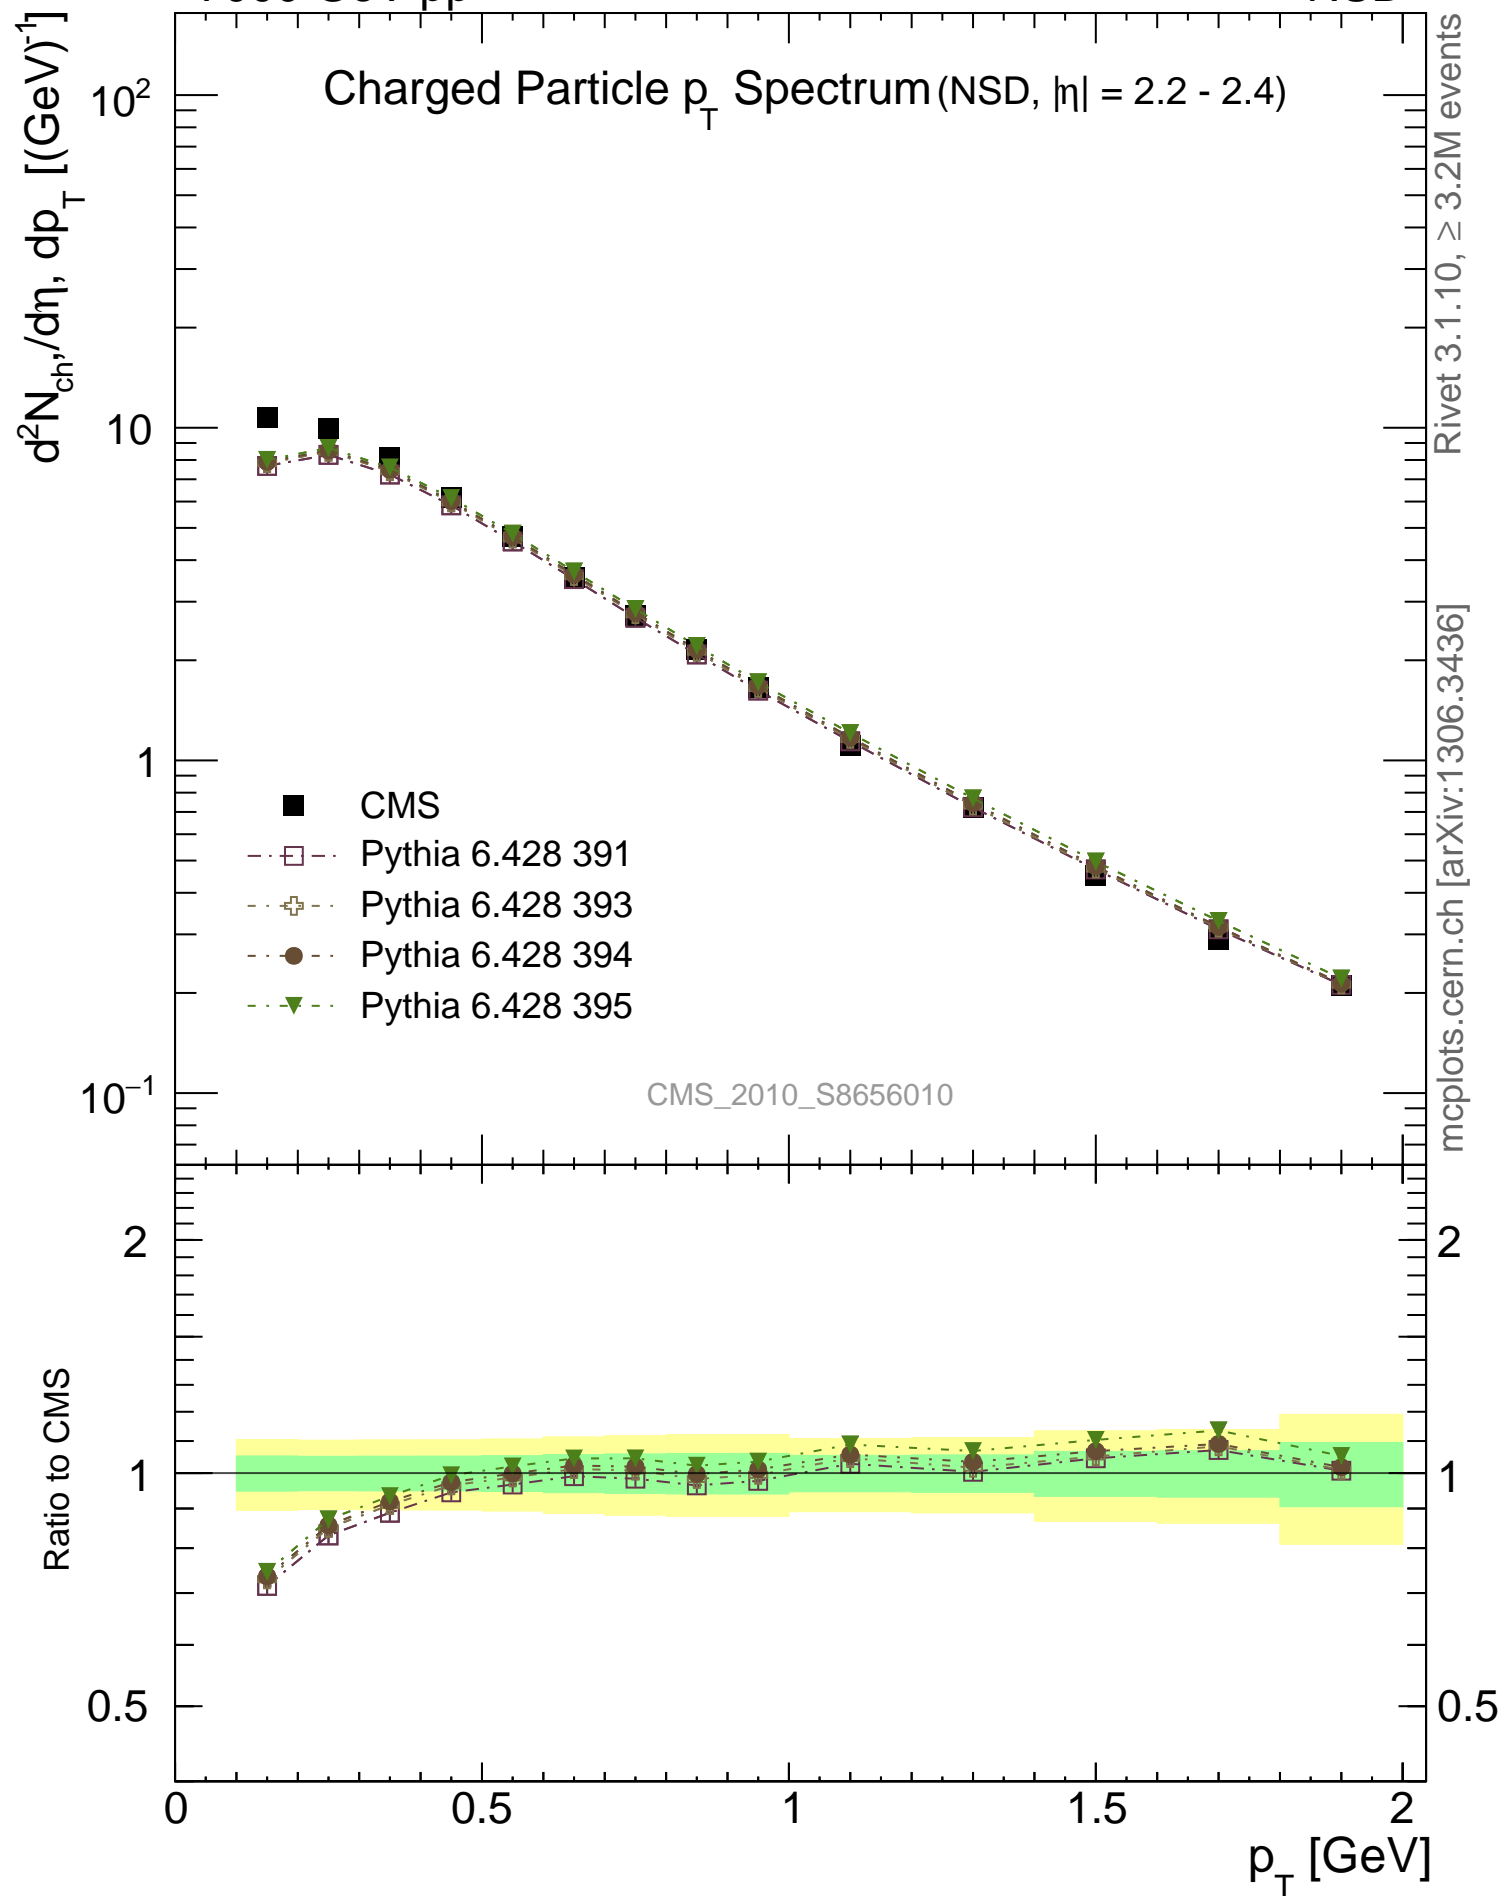 Charged Particle p_T Spectrum (NSD, |η| = 2.2 - 2.4)
d²N_ch,/dη, dp_T [(GeV)⁻¹]
10²
10
1
10⁻¹
CMS
Pythia 6.428 391
Pythia 6.428 393
Pythia 6.428 394
Pythia 6.428 395
CMS_2010_S8656010
Rivet 3.1.10, ≥ 3.2M events
mcplots.cern.ch [arXiv:1306.3436]
Ratio to CMS
2
1
0.5
2
1
0.5
0 0.5 1 1.5 2
p_T [GeV]